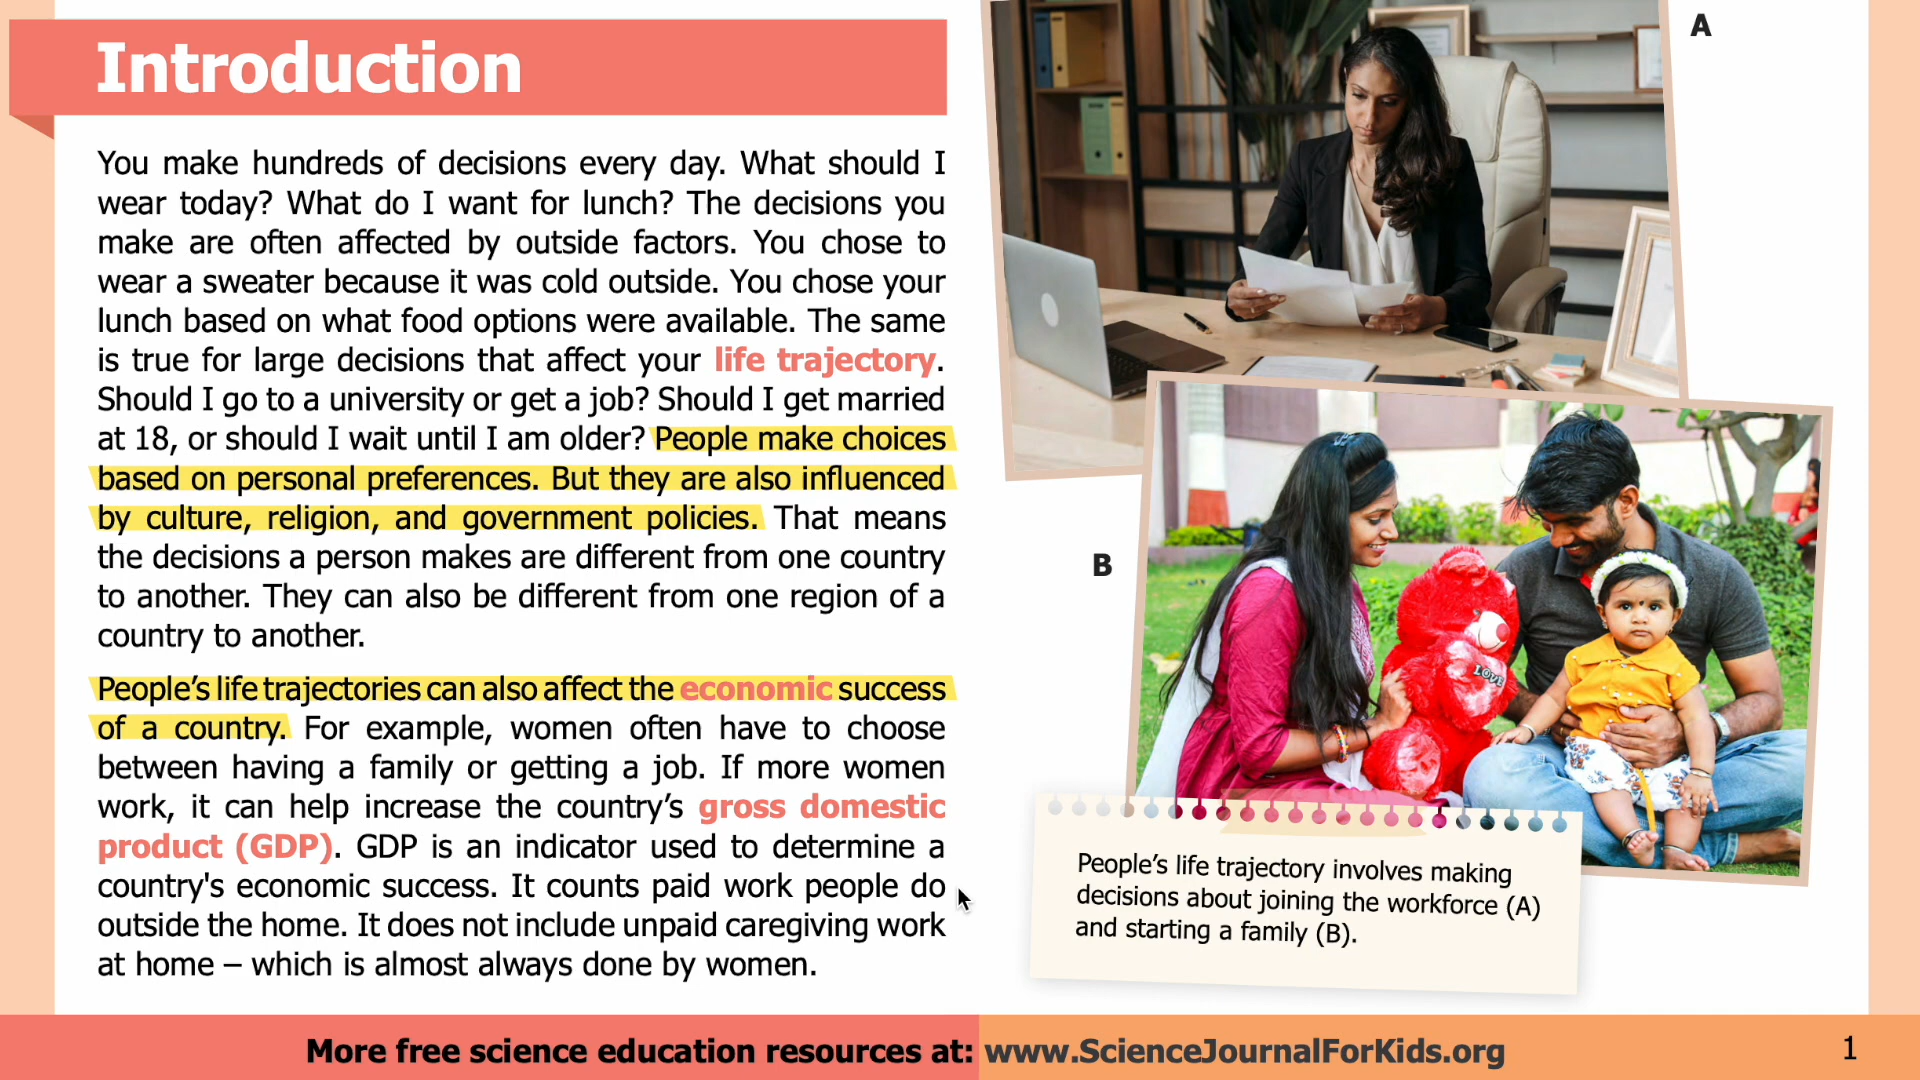 Introduction
You make hundreds of decisions every day. What should I
wear today? What do I want for lunch? The decisions you
make are often affected by outside factors. You chose to
wear a sweater because it was cold outside. You chose your
lunch based on what food options were available. The same
is true for large decisions that affect your life trajectory.
Should I go to a university or get a job? Should I get married
at 18, or should I wait until I am older? People make choices
based on personal preferences. But they are also influenced
by culture, religion, and government policies. That means
the decisions a person makes are different from one country
to another. They can also be different from one region of a
country to another.
People’s life trajectories can also affect the economic success
of a country. For example, women often have to choose
between having a family or getting a job. If more women
work, it can help increase the country’s gross domestic
product (GDP). GDP is an indicator used to determine a
country's economic success. It counts paid work people do
outside the home. It does not include unpaid caregiving work
at home – which is almost always done by women.
A
B
LOVE
People’s life trajectory involves making
decisions about joining the workforce (A)
and starting a family (B).
More free science education resources at: www.ScienceJournalForKids.org
1